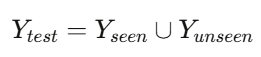 Y_{test} = Y_{seen} ∪ Y_{unseen}